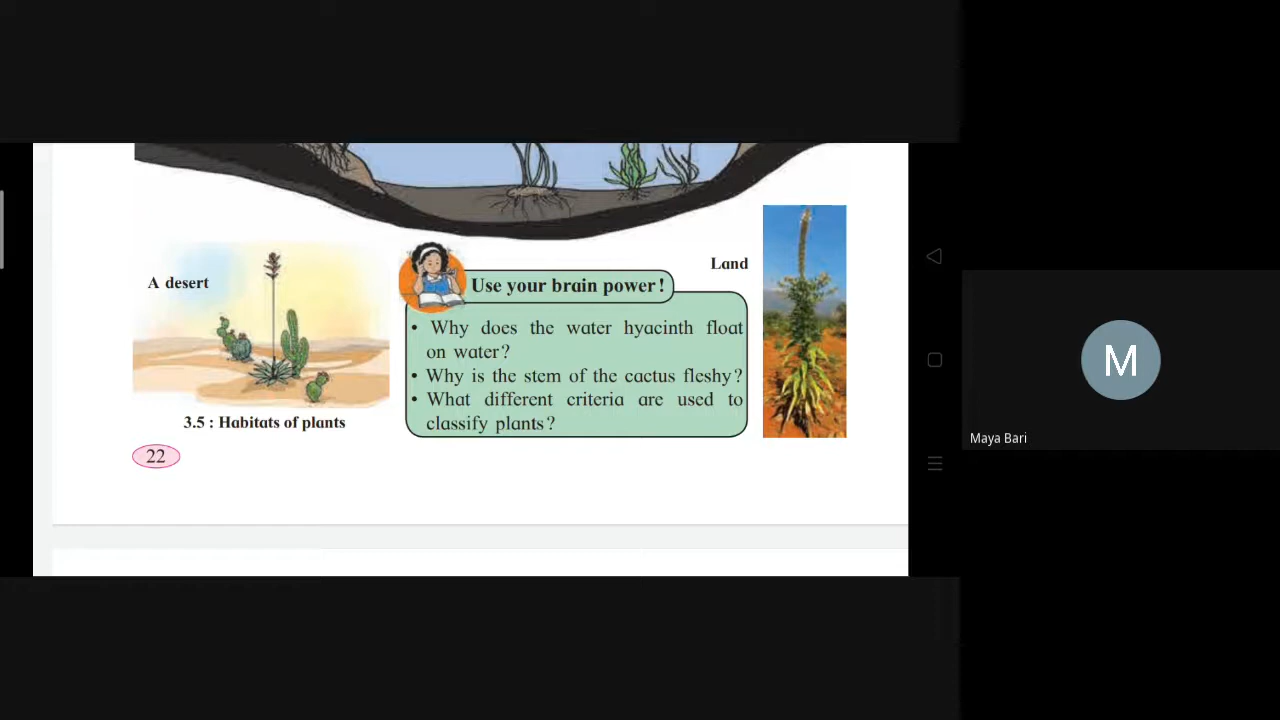 A desert
Land
Use your brain power!
• Why does the water hyacinth float
on water?
• Why is the stem of the cactus fleshy?
• What different criteria are used to
classify plants?
3.5 : Habitats of plants
22
M
Maya Bari